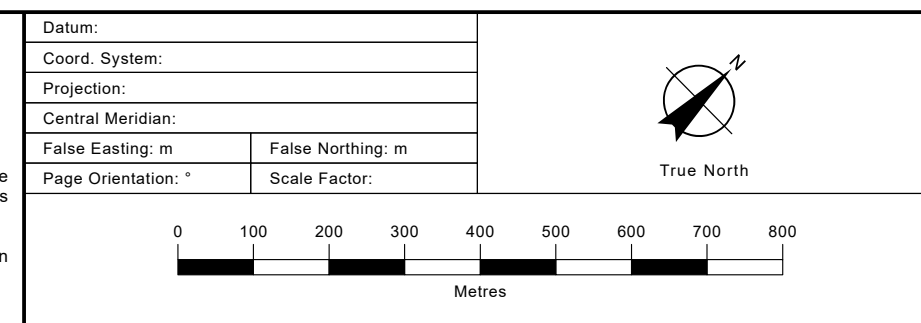 Datum:
Coord. System:
Projection:
Central Meridian:
False Easting: m
False Northing: m
Page Orientation: °
Scale Factor:
N
True North
e
s
n
0 100 200 300 400 500 600 700 800
Metres